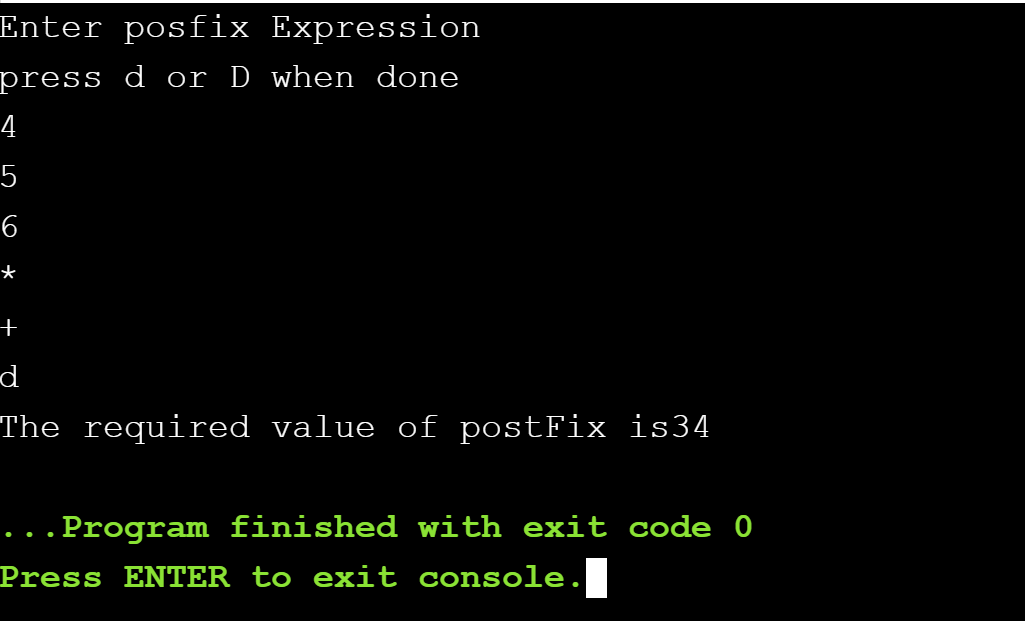 Enter posfix Expression
press d or D when done
4
5
6
*
+
d
The required value of postFix is34
...Program finished with exit code 0
Press ENTER to exit console.